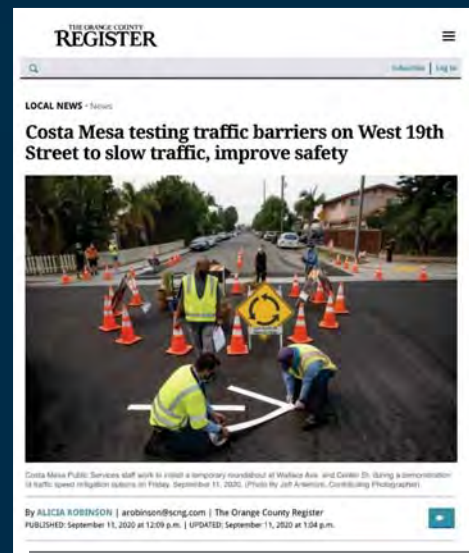 THE ORANGE COUNTY
REGISTER
Subscribe | Log In
LOCAL NEWS • News
Costa Mesa testing traffic barriers on West 19th
Street to slow traffic, improve safety
Costa Mesa Public Services staff work to install a temporary roundabout at Wallace Ave. and Center St. during a demonstration
of traffic speed mitigation options on Friday, September 11, 2020. (Photo By Jeff Antenore, Contributing Photographer)
By ALICIA ROBINSON | arobinson@scng.com | The Orange County Register
PUBLISHED: September 11, 2020 at 12:09 p.m. | UPDATED: September 11, 2020 at 1:04 p.m.